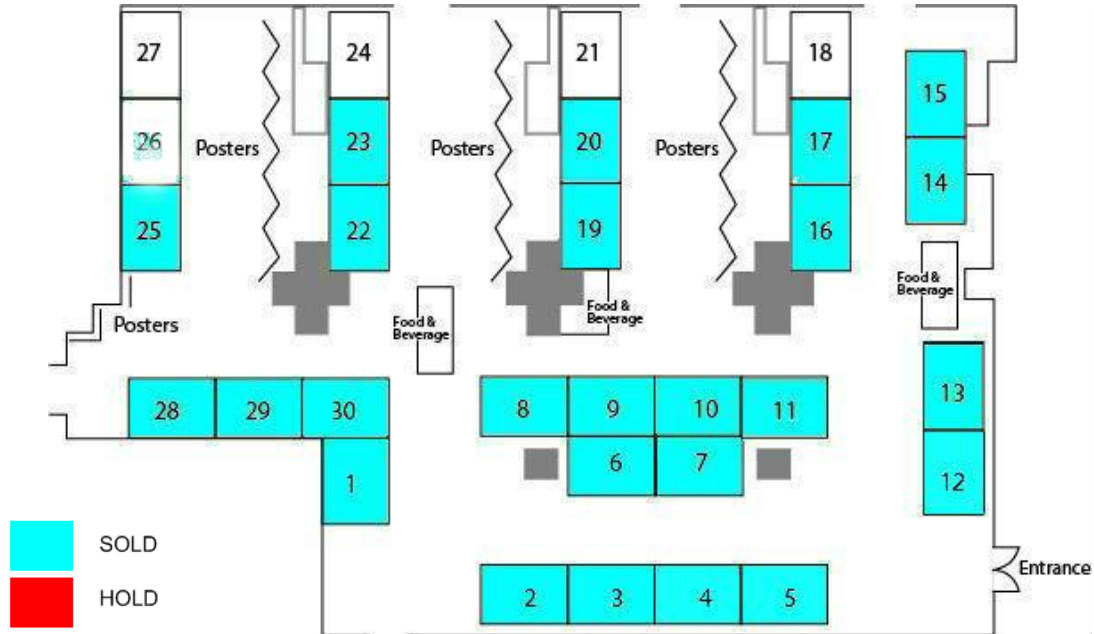 27
24
21
18
15
26
Posters
23
Posters
20
Posters
17
14
25
22
19
16
Food &
Beverage
Posters
Food &
Beverage
Food &
Beverage
28
29
30
8
9
10
11
13
1
6
7
12
SOLD
HOLD
2
3
4
5
Entrance